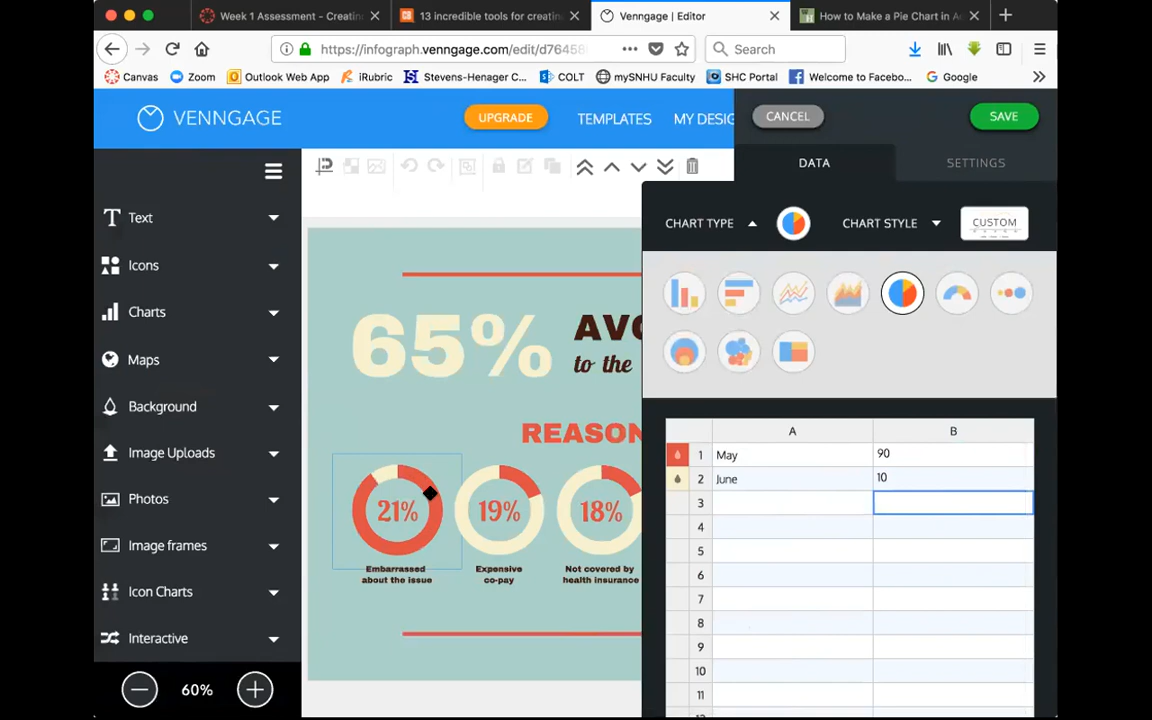 Week 1 Assessment - Creatin
13 incredible tools for creatin
Venngage | Editor
How to Make a Pie Chart in A
https://infograph.venngage.com/edit/d76458
Search
Canvas
Zoom
Outlook Web App
iRubric
Stevens-Henager C...
COLT
mySNHU Faculty
SHC Portal
Welcome to Facebo...
Google
VENNGAGE
UPGRADE
TEMPLATES
MY DESIG
CANCEL
SAVE
DATA
SETTINGS
CHART TYPE
CHART STYLE
CUSTOM
Text
Icons
Charts
Maps
Background
Image Uploads
Photos
Image frames
Icon Charts
Interactive
60%
65%
AVO
to the
REASON
21%
19%
18%
Embarrassed
about the issue
Expensive
co-pay
Not covered by
health insurance
A B
1 May 90
2 June 10
3
4
5
6
7
8
9
10
11